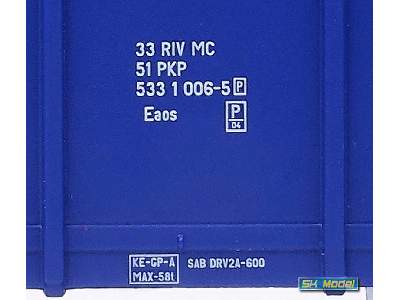 33 RIV MC
51 PKP
533 1 006-5 P
Eaos
P
04
KE-GP-A
MAX-58t
SAB DRV2A-600
SK Model